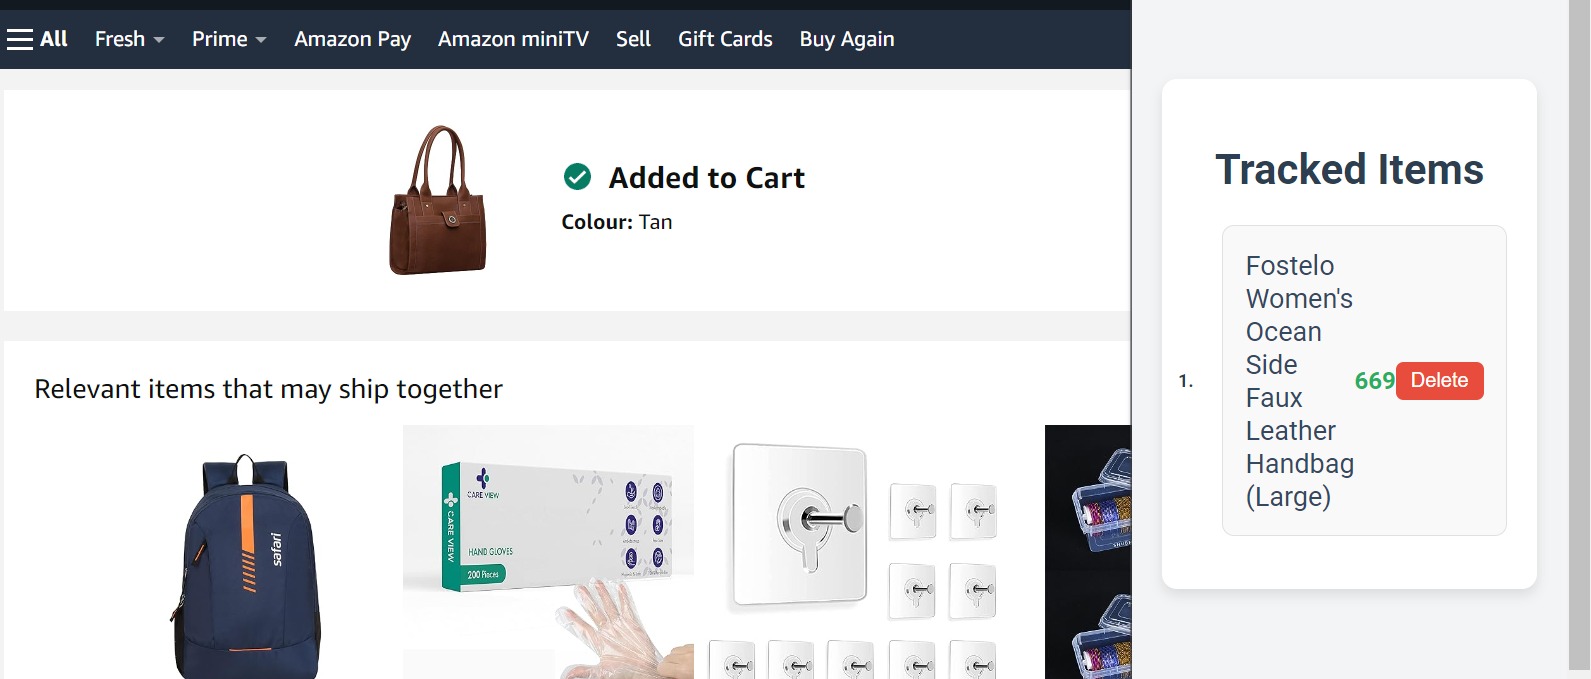 All
Fresh
Prime
Amazon Pay
Amazon miniTV
Sell
Gift Cards
Buy Again
Added to Cart
Colour: Tan
Relevant items that may ship together
safari
CARE VIEW
CARE VIEW
HAND GLOVES
200 Pieces
Tracked Items
1.
Fostelo
Women's
Ocean
Side
Faux
Leather
Handbag
(Large)
669
Delete